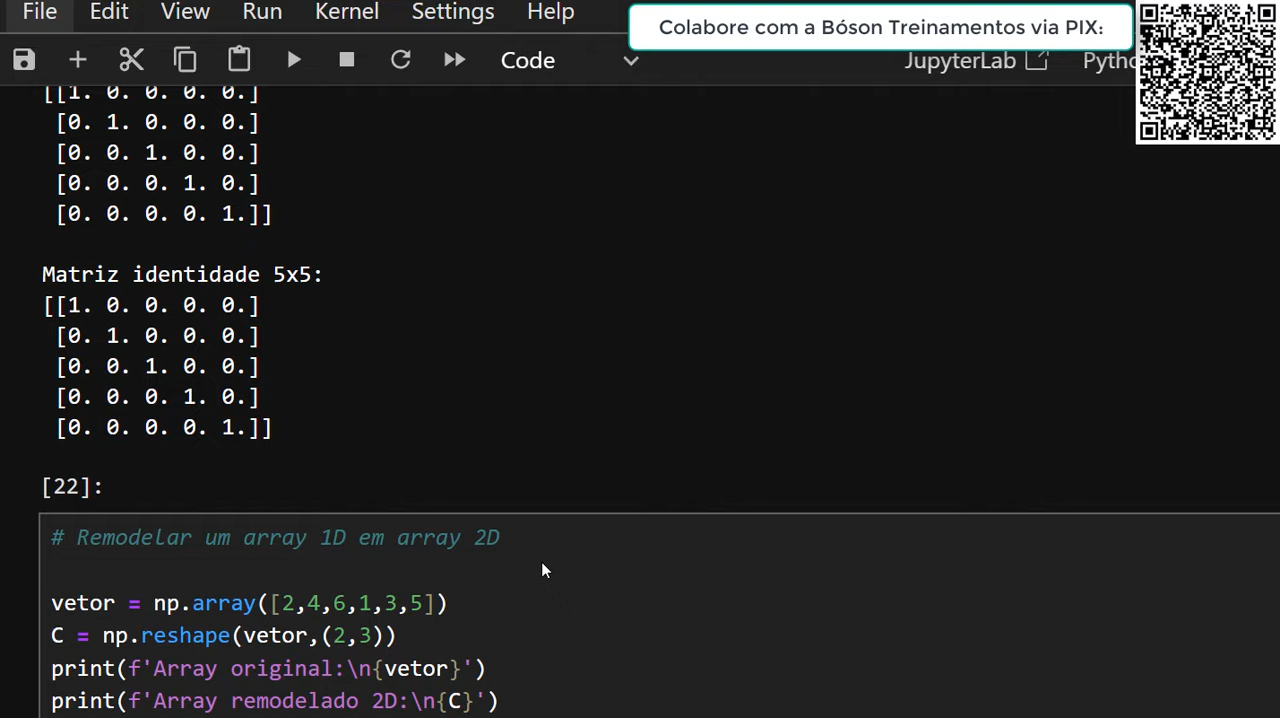 File Edit View Run Kernel Settings Help
Colabore com a Bóson Treinamentos via PIX:
Code JupyterLab Pytho
[[1. 0. 0. 0. 0.]
[0. 1. 0. 0. 0.]
[0. 0. 1. 0. 0.]
[0. 0. 0. 1. 0.]
[0. 0. 0. 0. 1.]]
Matriz identidade 5x5:
[[1. 0. 0. 0. 0.]
[0. 1. 0. 0. 0.]
[0. 0. 1. 0. 0.]
[0. 0. 0. 1. 0.]
[0. 0. 0. 0. 1.]]
[22]:
# Remodelar um array 1D em array 2D
vetor = np.array([2,4,6,1,3,5])
C = np.reshape(vetor,(2,3))
print(f'Array original:\n{vetor}')
print(f'Array remodelado 2D:\n{C}')